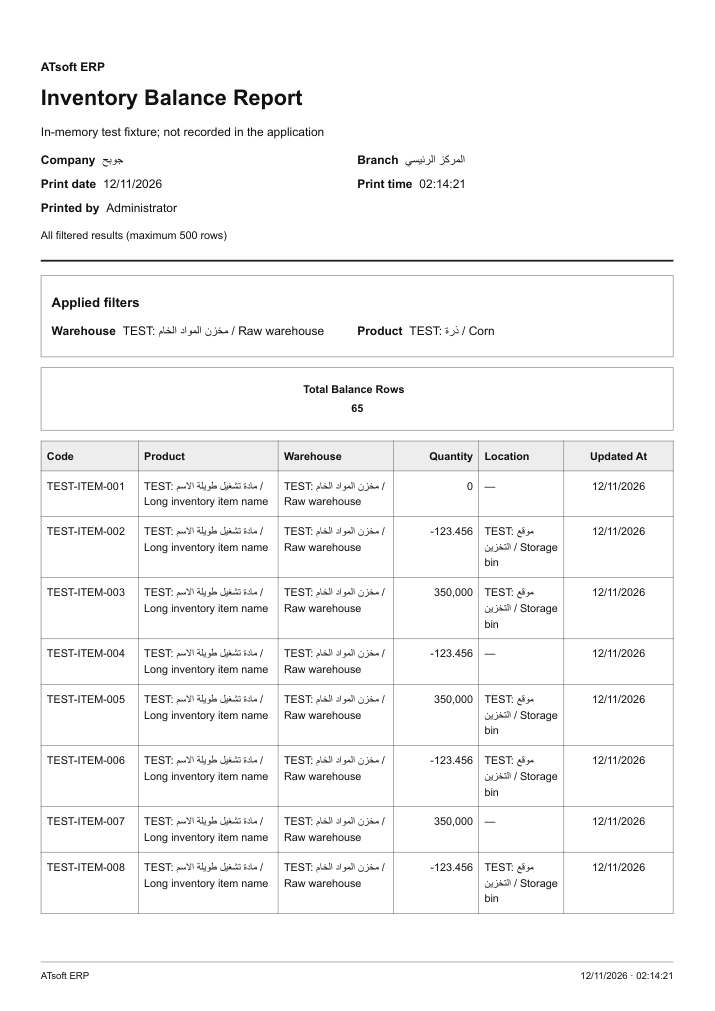 ATsoft ERP
Inventory Balance Report
In-memory test fixture; not recorded in the application
Company جوبح
Branch المركز الرئيسي
Print date 12/11/2026
Print time 02:14:21
Printed by Administrator
All filtered results (maximum 500 rows)
Applied filters
Warehouse TEST: مخزن المواد الخام / Raw warehouse
Product TEST: ذرة / Corn
Total Balance Rows
65
Code Product Warehouse Quantity Location Updated At
TEST-ITEM-001 TEST: مادة تشغيل طويلة الاسم / TEST: مخزن المواد الخام / 0 — 12/11/2026
Long inventory item name Raw warehouse
TEST-ITEM-002 TEST: مادة تشغيل طويلة الاسم / TEST: مخزن المواد الخام / -123.456 TEST: موقع 12/11/2026
Long inventory item name Raw warehouse التخزين / Storage
bin
TEST-ITEM-003 TEST: مادة تشغيل طويلة الاسم / TEST: مخزن المواد الخام / 350,000 TEST: موقع 12/11/2026
Long inventory item name Raw warehouse التخزين / Storage
bin
TEST-ITEM-004 TEST: مادة تشغيل طويلة الاسم / TEST: مخزن المواد الخام / -123.456 — 12/11/2026
Long inventory item name Raw warehouse
TEST-ITEM-005 TEST: مادة تشغيل طويلة الاسم / TEST: مخزن المواد الخام / 350,000 TEST: موقع 12/11/2026
Long inventory item name Raw warehouse التخزين / Storage
bin
TEST-ITEM-006 TEST: مادة تشغيل طويلة الاسم / TEST: مخزن المواد الخام / -123.456 TEST: موقع 12/11/2026
Long inventory item name Raw warehouse التخزين / Storage
bin
TEST-ITEM-007 TEST: مادة تشغيل طويلة الاسم / TEST: مخزن المواد الخام / 350,000 — 12/11/2026
Long inventory item name Raw warehouse
TEST-ITEM-008 TEST: مادة تشغيل طويلة الاسم / TEST: مخزن المواد الخام / -123.456 TEST: موقع 12/11/2026
Long inventory item name Raw warehouse التخزين / Storage
bin
ATsoft ERP 12/11/2026 · 02:14:21